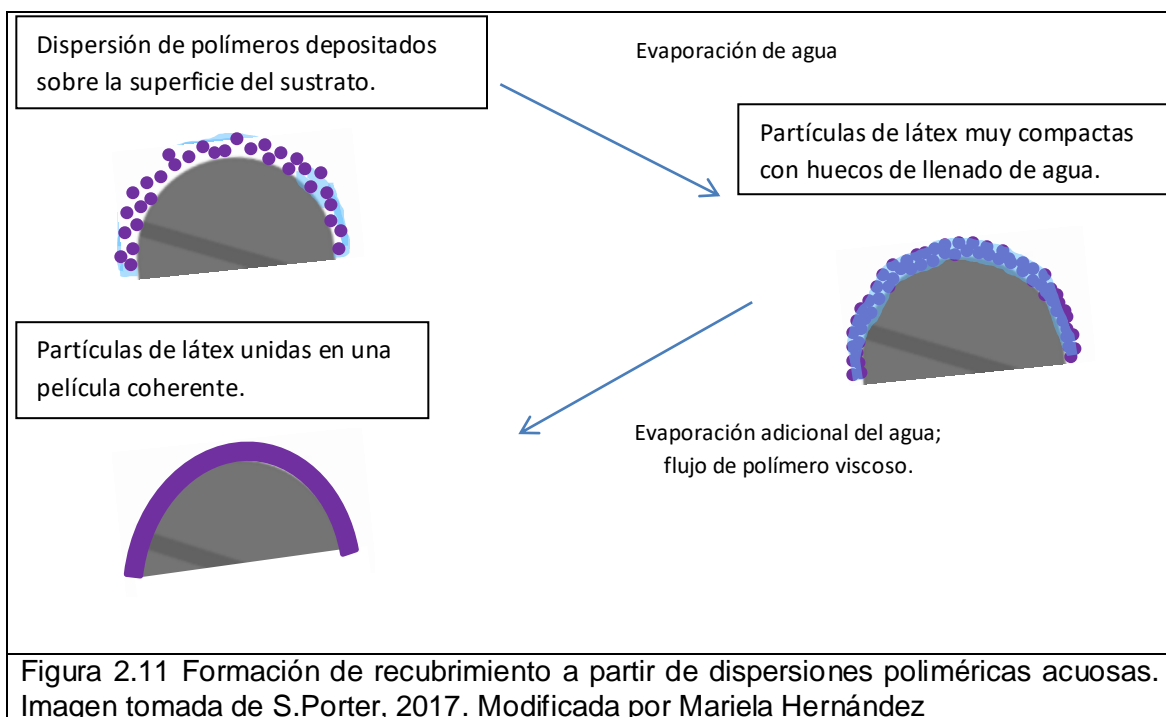 Dispersión de polímeros depositados
sobre la superficie del sustrato.
Evaporación de agua
Partículas de látex muy compactas
con huecos de llenado de agua.
Partículas de látex unidas en una
película coherente.
Evaporación adicional del agua;
flujo de polímero viscoso.
Figura 2.11 Formación de recubrimiento a partir de dispersiones poliméricas acuosas.
Imagen tomada de S.Porter, 2017. Modificada por Mariela Hernández